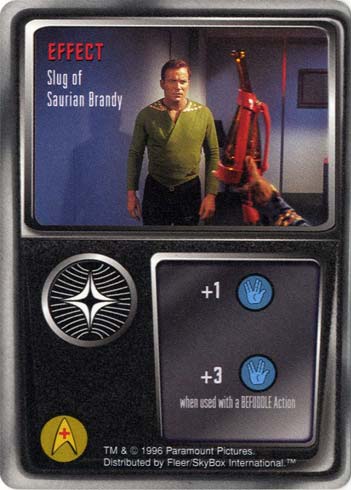 EFFECT
Slug of
Saurian Brandy
+1
+3
when used with a BEFUDDLE Action
TM & © 1996 Paramount Pictures.
Distributed by Fleer/SkyBox International.™